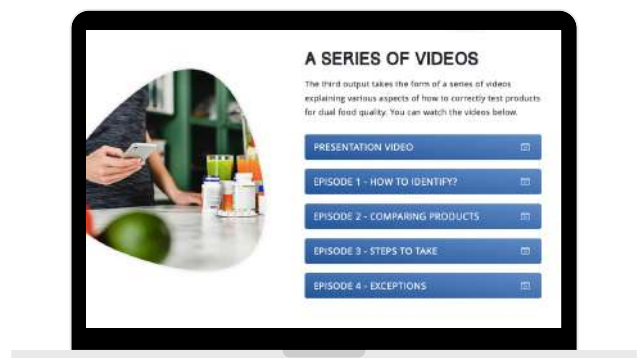 A SERIES OF VIDEOS
The third output takes the form of a series of videos
explaining various aspects of how to correctly test products
for dual food quality. You can watch the videos below.
PRESENTATION VIDEO
EPISODE 1 - HOW TO IDENTIFY?
EPISODE 2 - COMPARING PRODUCTS
EPISODE 3 - STEPS TO TAKE
EPISODE 4 - EXCEPTIONS